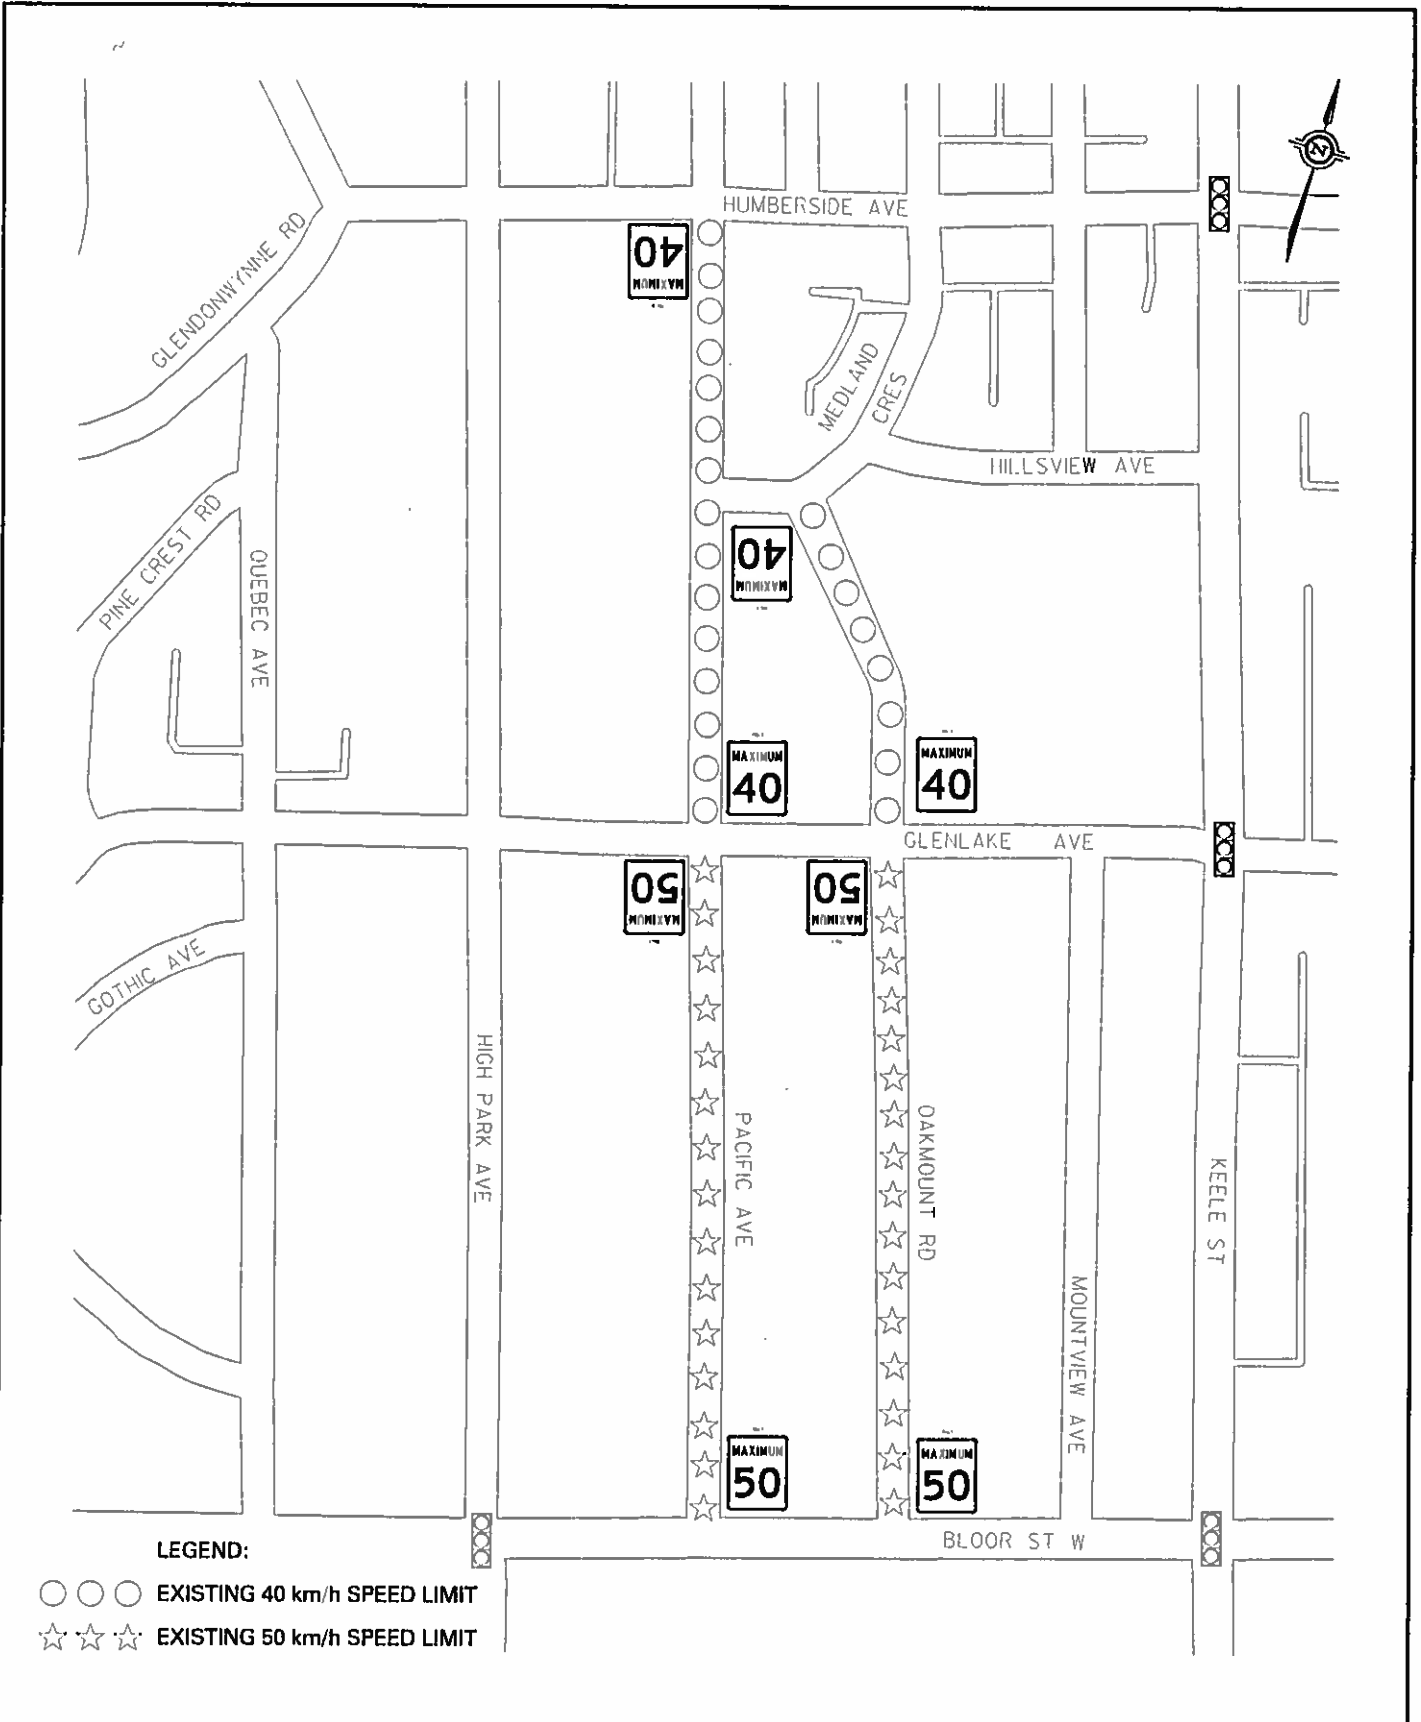 HUMBERSIDE AVE
N
40
MAXIMUM
GLENDONWYNNE RD
MEDLAND
CRES
HILLSVIEW AVE
PINE CREST RD
QUEBEC AVE
40
MAXIMUM
MAXIMUM
40
MAXIMUM
40
GLENLAKE AVE
50
MAXIMUM
50
MAXIMUM
GOTHIC AVE
HIGH PARK AVE
PACIFIC AVE
OAKMOUNT RD
KEELE ST
MOUNTVIEW AVE
MAXIMUM
50
MAXIMUM
50
BLOOR ST W
LEGEND:
EXISTING 40 km/h SPEED LIMIT
EXISTING 50 km/h SPEED LIMIT